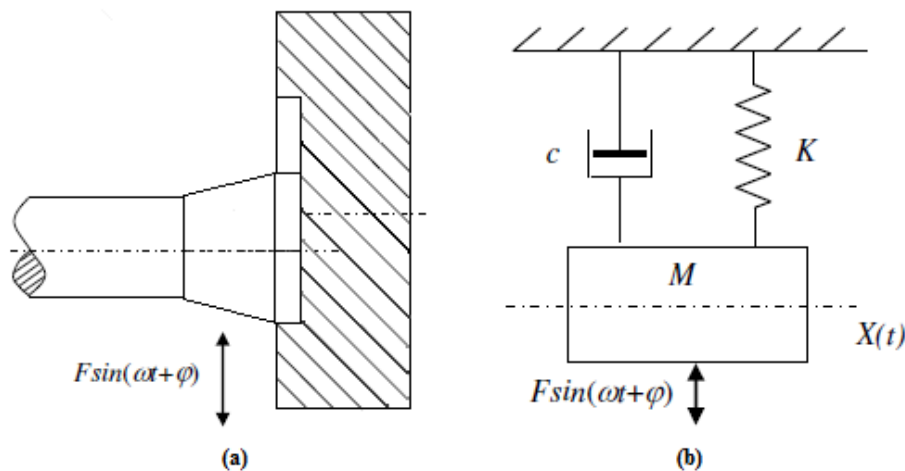 Fsin(ωt+φ)
(a)
c
K
M
X(t)
Fsin(ωt+φ)
(b)